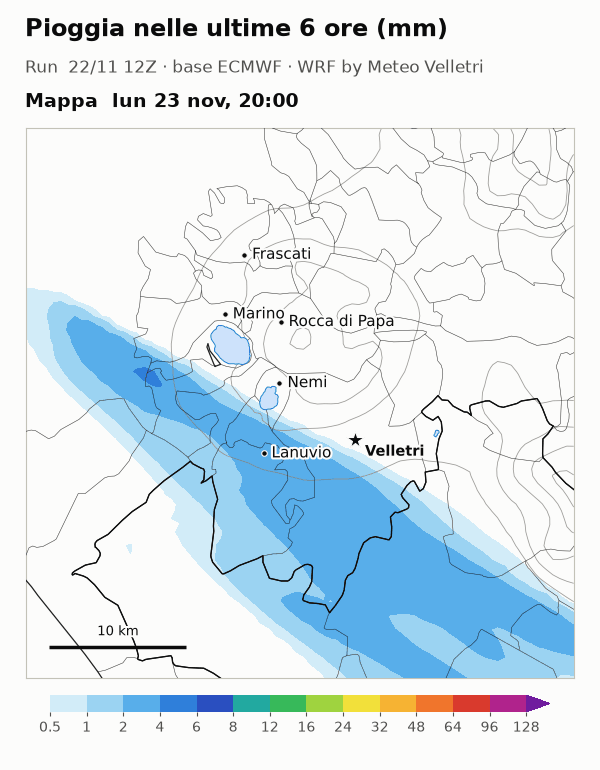 Pioggia nelle ultime 6 ore (mm)
Run  22/11 12Z · base ECMWF · WRF by Meteo Velletri
Mappa  lun 23 nov, 20:00
Frascati
Marino
Rocca di Papa
Nemi
Velletri
Lanuvio
10 km
0.5 1 2 4 6 8 12 16 24 32 48 64 96 128